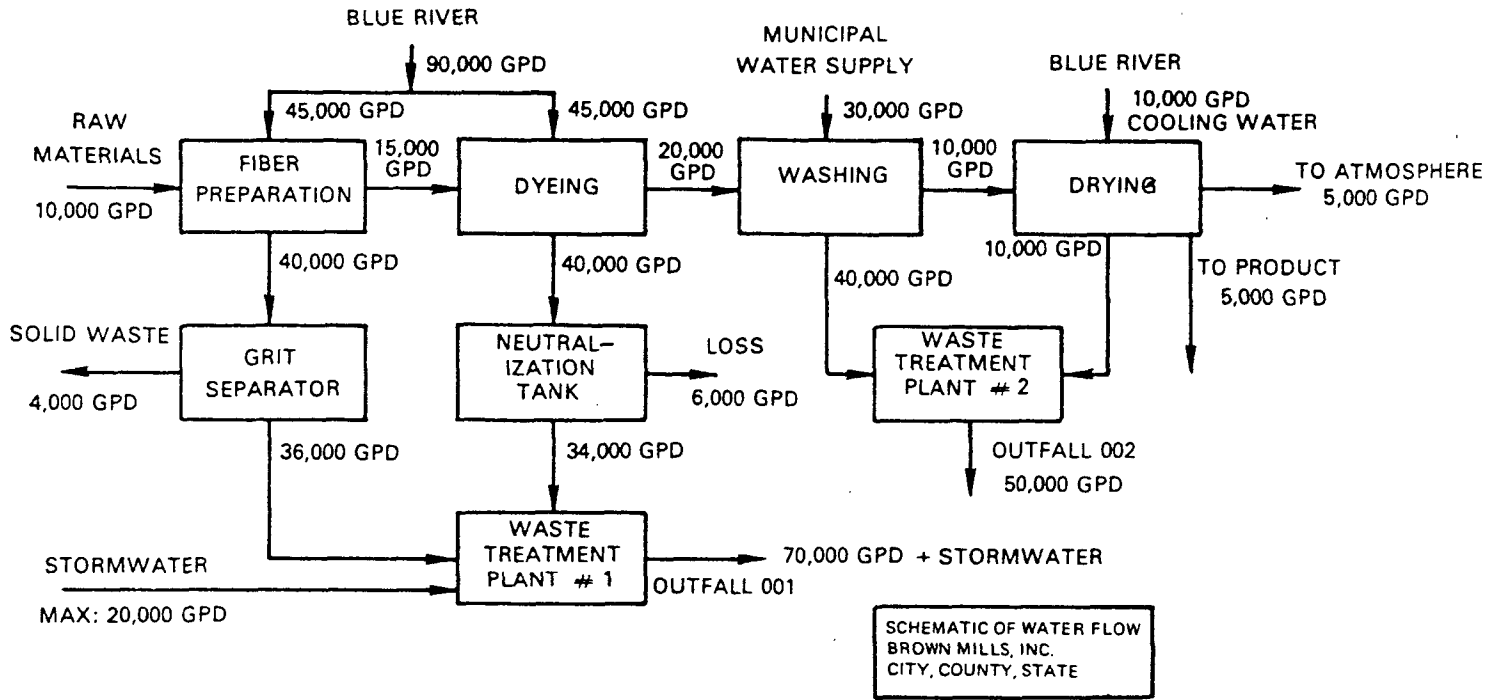 BLUE RIVER
90,000 GPD
MUNICIPAL
WATER SUPPLY
BLUE RIVER
45,000 GPD
45,000 GPD
30,000 GPD
10,000 GPD
COOLING WATER
RAW
MATERIALS
10,000 GPD
FIBER
PREPARATION
15,000
GPD
DYEING
20,000
GPD
WASHING
10,000
GPD
DRYING
TO ATMOSPHERE
5,000 GPD
40,000 GPD
40,000 GPD
40,000 GPD
10,000 GPD
TO PRODUCT
5,000 GPD
SOLID WASTE
4,000 GPD
GRIT
SEPARATOR
NEUTRAL–
IZATION
TANK
LOSS
6,000 GPD
WASTE
TREATMENT
PLANT # 2
36,000 GPD
34,000 GPD
OUTFALL 002
50,000 GPD
STORMWATER
MAX: 20,000 GPD
WASTE
TREATMENT
PLANT # 1
70,000 GPD + STORMWATER
OUTFALL 001
SCHEMATIC OF WATER FLOW
BROWN MILLS, INC.
CITY, COUNTY, STATE